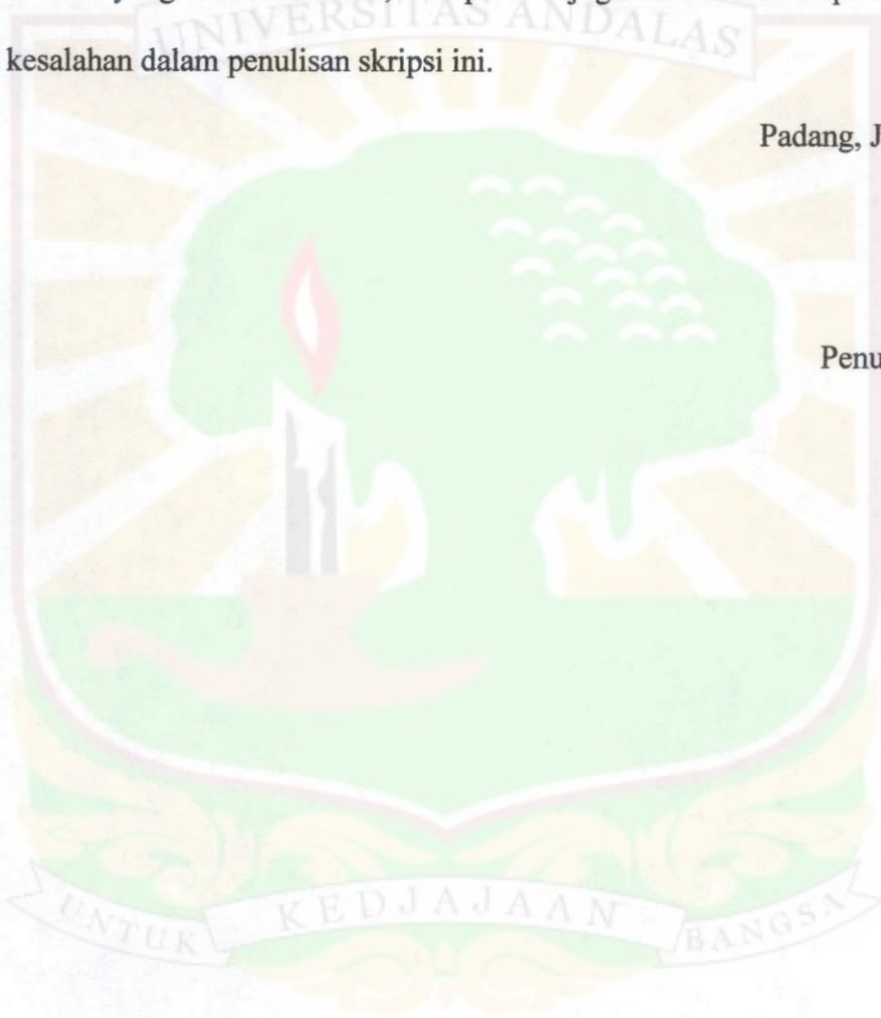 UNIVERSITAS ANDALAS
kesalahan dalam penulisan skripsi ini.
Padang, J
Penu
UNTUK KEDJAJAAN BANGSA